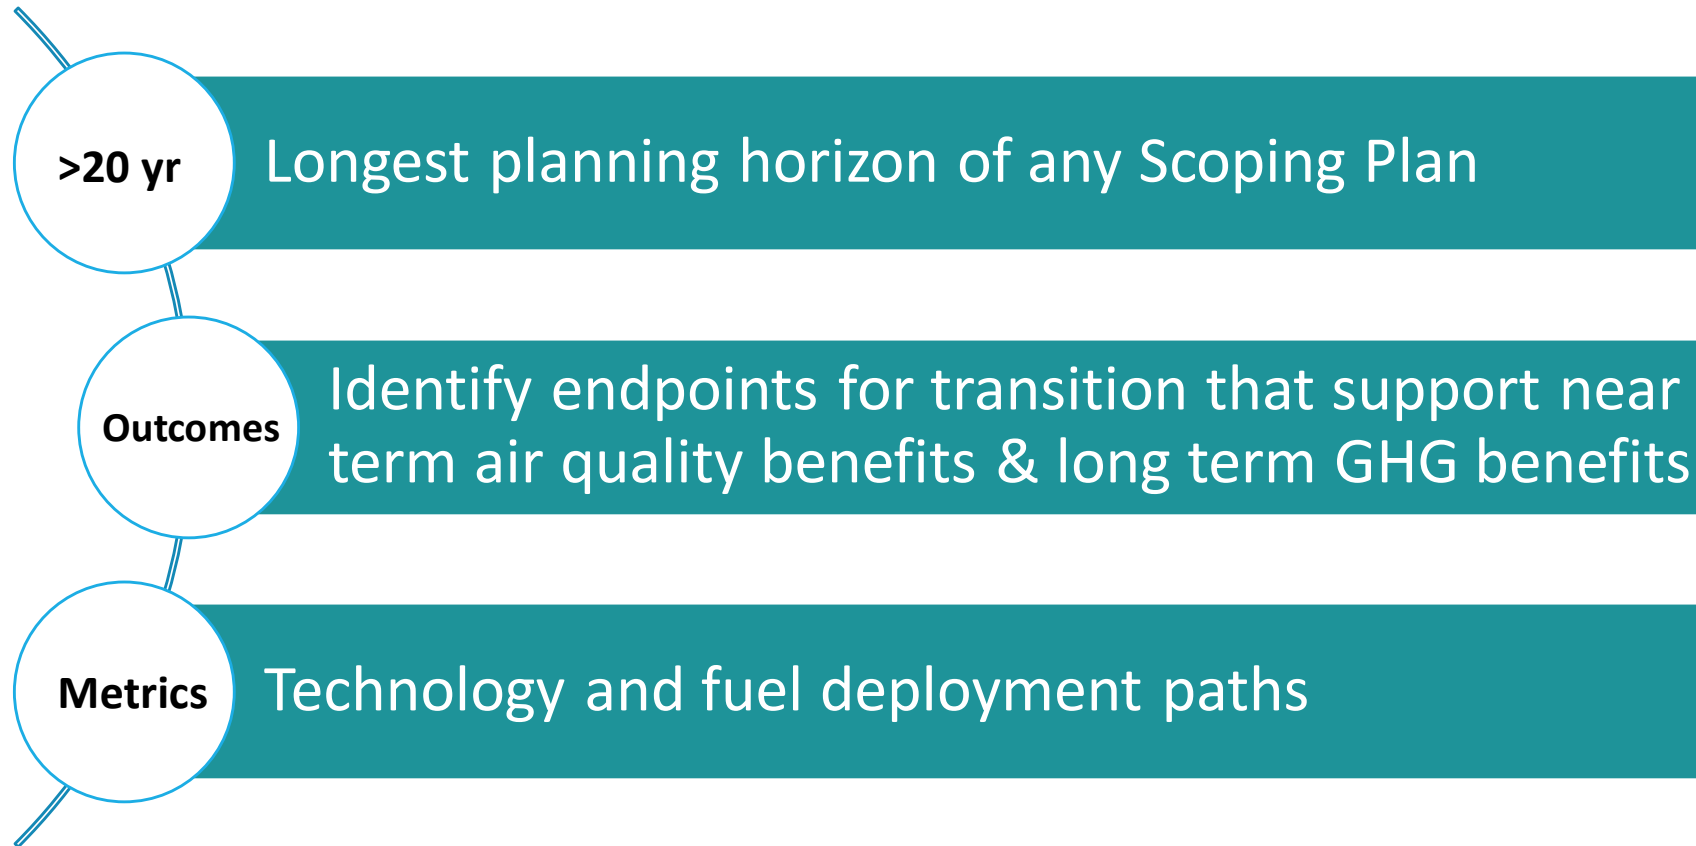 >20 yr
Longest planning horizon of any Scoping Plan
Outcomes
Identify endpoints for transition that support near
term air quality benefits & long term GHG benefits
Metrics
Technology and fuel deployment paths